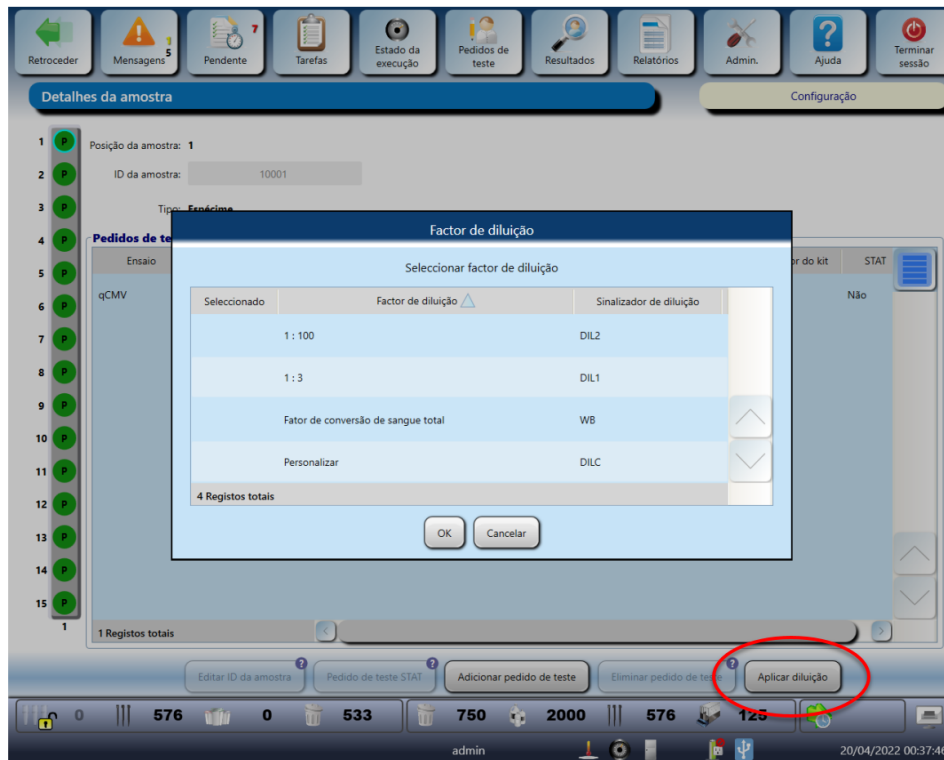 7
1
5
Retroceder
Mensagens
Pendente
Tarefas
Estado da execução
Pedidos de teste
Resultados
Relatórios
Admin.
Ajuda
Terminar sessão
Detalhes da amostra
Configuração
1 P Posição da amostra: 1
2 P ID da amostra: 10001
3 P Tipo: Espécime
4 P Pedidos de te
Factor de diluição
5 P Ensaio
or do kit STAT
Seleccionar factor de diluição
6 P qCMV
Não
Seleccionado Factor de diluição Sinalizador de diluição
7 P
1 : 100 DIL2
8 P
1 : 3 DIL1
9 P
10 P
Fator de conversão de sangue total WB
11 P
Personalizar DILC
12 P
4 Registos totais
13 P
OK Cancelar
14 P
15 P
1
1 Registos totais
Editar ID da amostra ?
Pedido de teste STAT ?
Adicionar pedido de teste
Eliminar pedido de teste ?
Aplicar diluição
0 576 0 533 750 2000 576 125
admin 20/04/2022 00:37:46